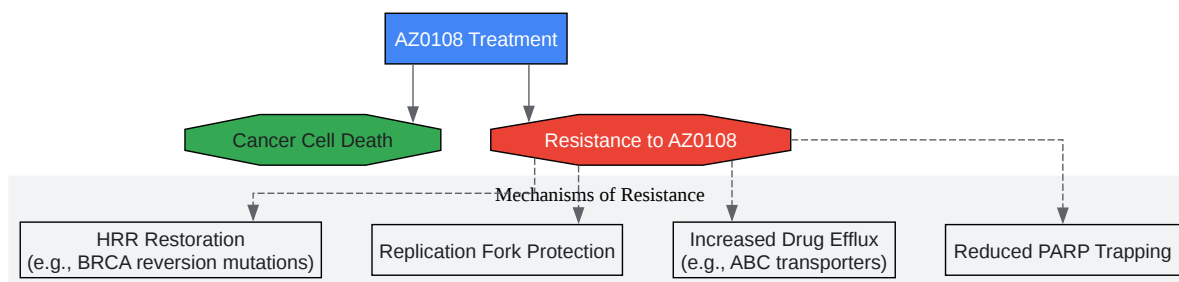 AZ0108 Treatment
Cancer Cell Death
Resistance to AZ0108
Mechanisms of Resistance
HRR Restoration
(e.g., BRCA reversion mutations)
Replication Fork Protection
Increased Drug Efflux
(e.g., ABC transporters)
Reduced PARP Trapping